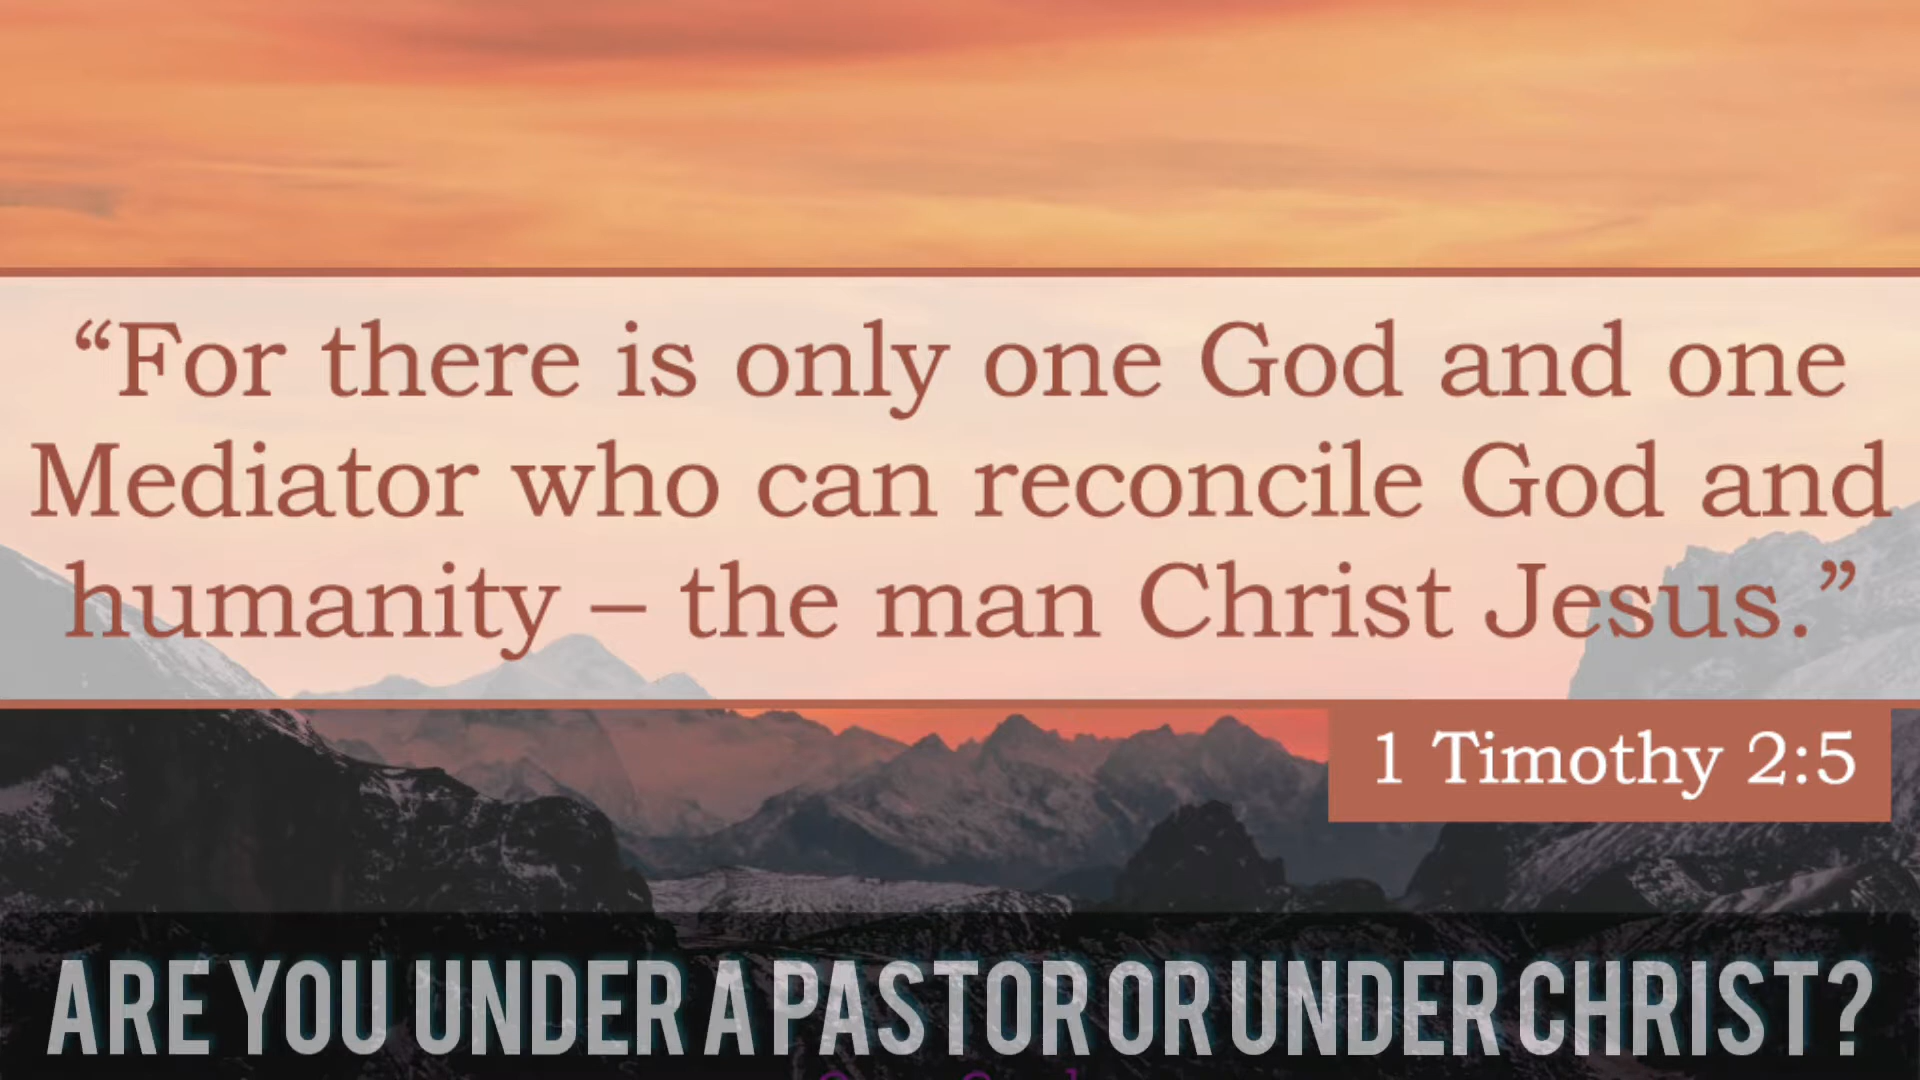 “For there is only one God and one
Mediator who can reconcile God and
humanity – the man Christ Jesus.”
1 Timothy 2:5
ARE YOU UNDER A PASTOR OR UNDER CHRIST?